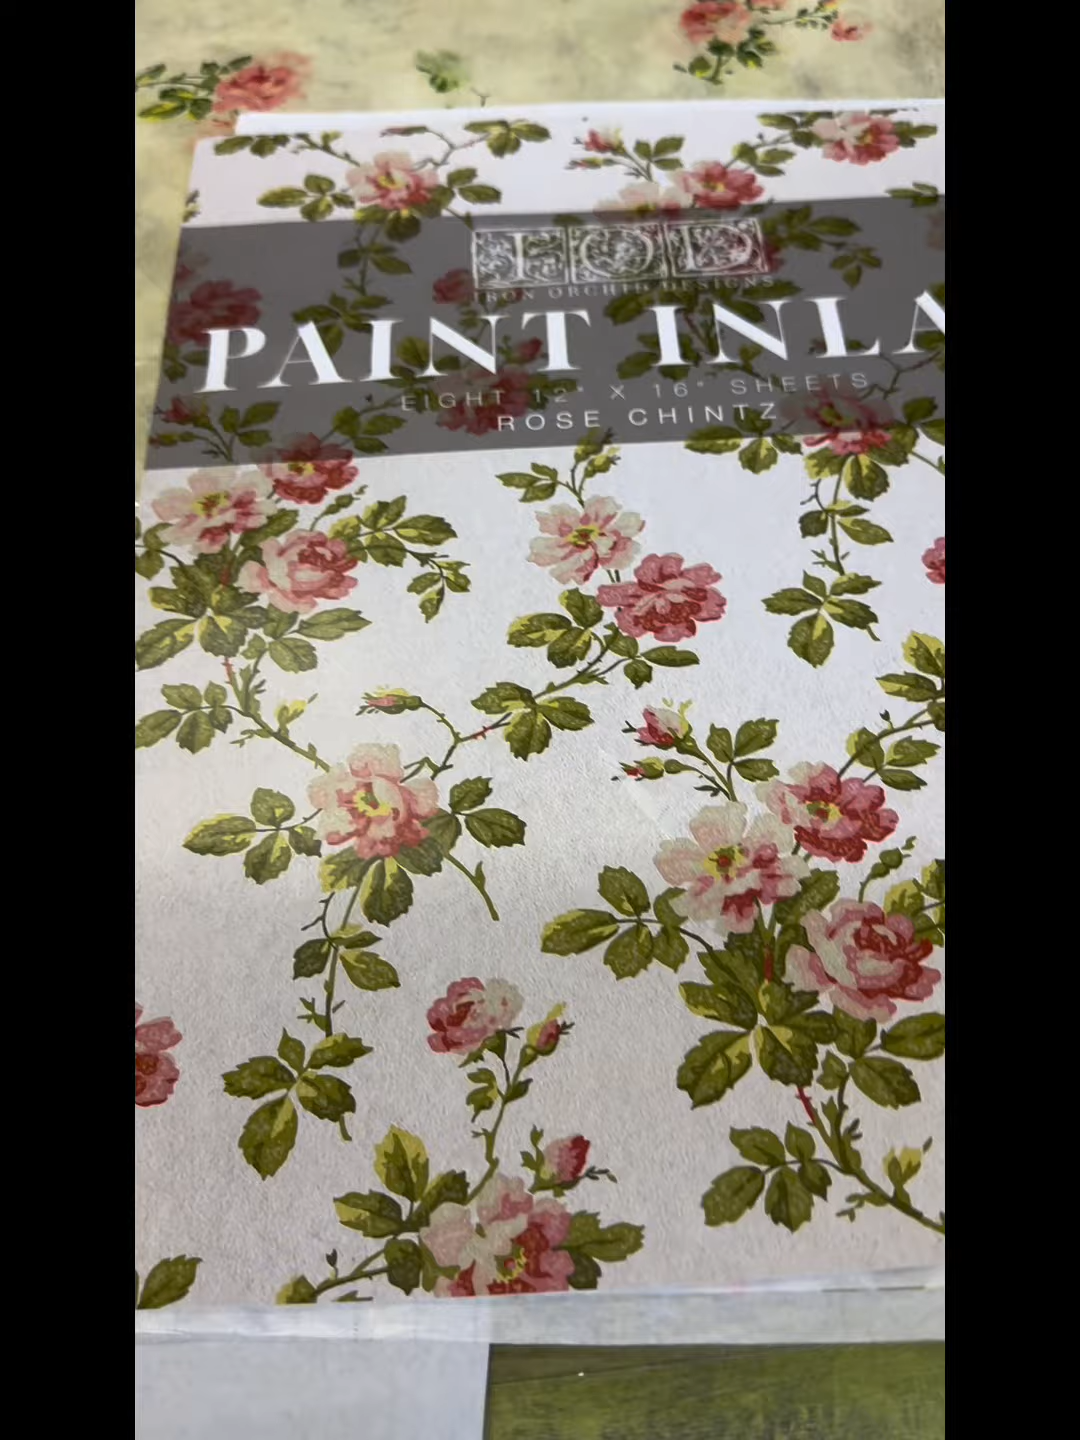 IOD
IRON ORCHID DESIGNS
PAINT INLA
EIGHT 12" X 16" SHEETS
ROSE CHINTZ